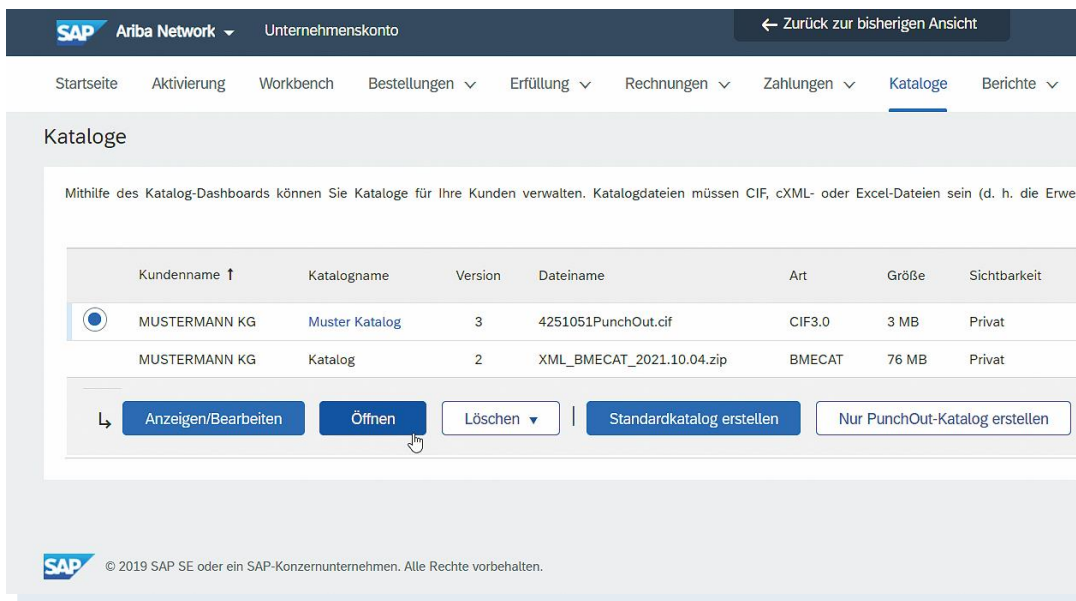 SAP Ariba Network Unternehmenskonto ← Zurück zur bisherigen Ansicht
Startseite Aktivierung Workbench Bestellungen Erfüllung Rechnungen Zahlungen Kataloge Berichte
Kataloge
Mithilfe des Katalog-Dashboards können Sie Kataloge für Ihre Kunden verwalten. Katalogdateien müssen CIF, cXML- oder Excel-Dateien sein (d. h. die Erwe
Kundenname ↑ Katalogname Version Dateiname Art Größe Sichtbarkeit
MUSTERMANN KG Muster Katalog 3 4251051PunchOut.cif CIF3.0 3 MB Privat
MUSTERMANN KG Katalog 2 XML_BMECAT_2021.10.04.zip BMECAT 76 MB Privat
Anzeigen/Bearbeiten Öffnen Löschen ▼ | Standardkatalog erstellen Nur PunchOut-Katalog erstellen
SAP © 2019 SAP SE oder ein SAP-Konzernunternehmen. Alle Rechte vorbehalten.